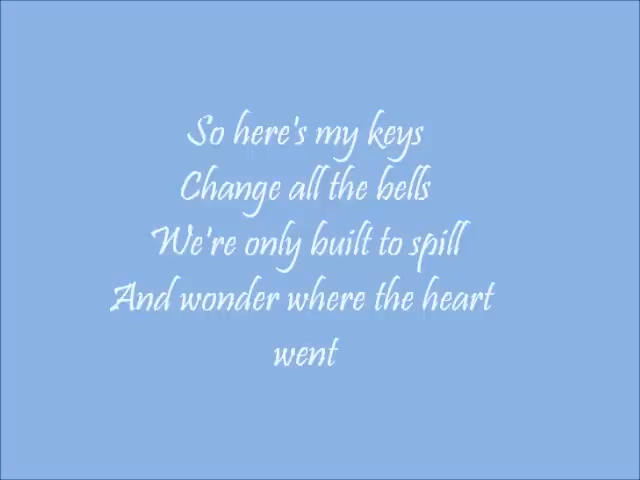 So here's my keys
Change all the bells
We're only built to spill
And wonder where the heart
went